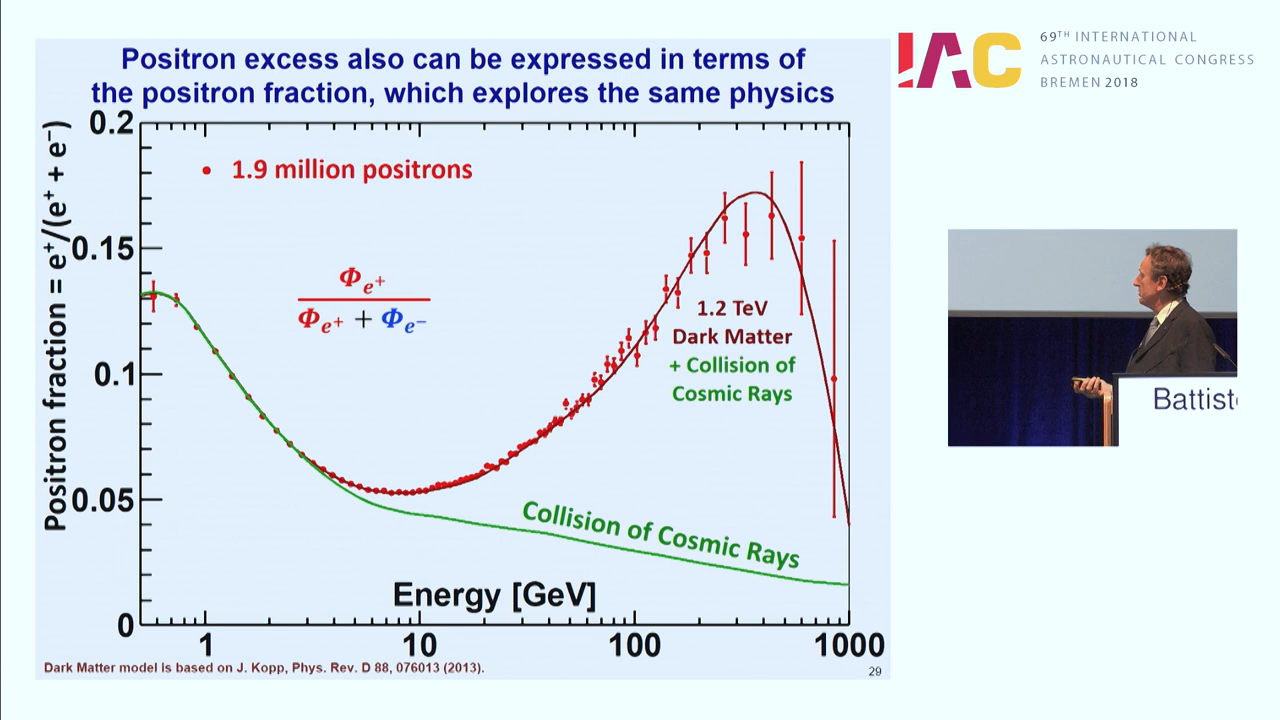 Positron excess also can be expressed in terms of
the positron fraction, which explores the same physics
IAC
69TH INTERNATIONAL
ASTRONAUTICAL CONGRESS
BREMEN 2018
Positron fraction = e⁺/(e⁺ + e⁻)
0.2
0.15
0.1
0.05
0
1.9 million positrons
Φe⁺
Φe⁺ + Φe⁻
1.2 TeV
Dark Matter
+ Collision of
Cosmic Rays
Collision of Cosmic Rays
Energy [GeV]
1 10 100 1000
Dark Matter model is based on J. Kopp, Phys. Rev. D 88, 076013 (2013).
29
Battist